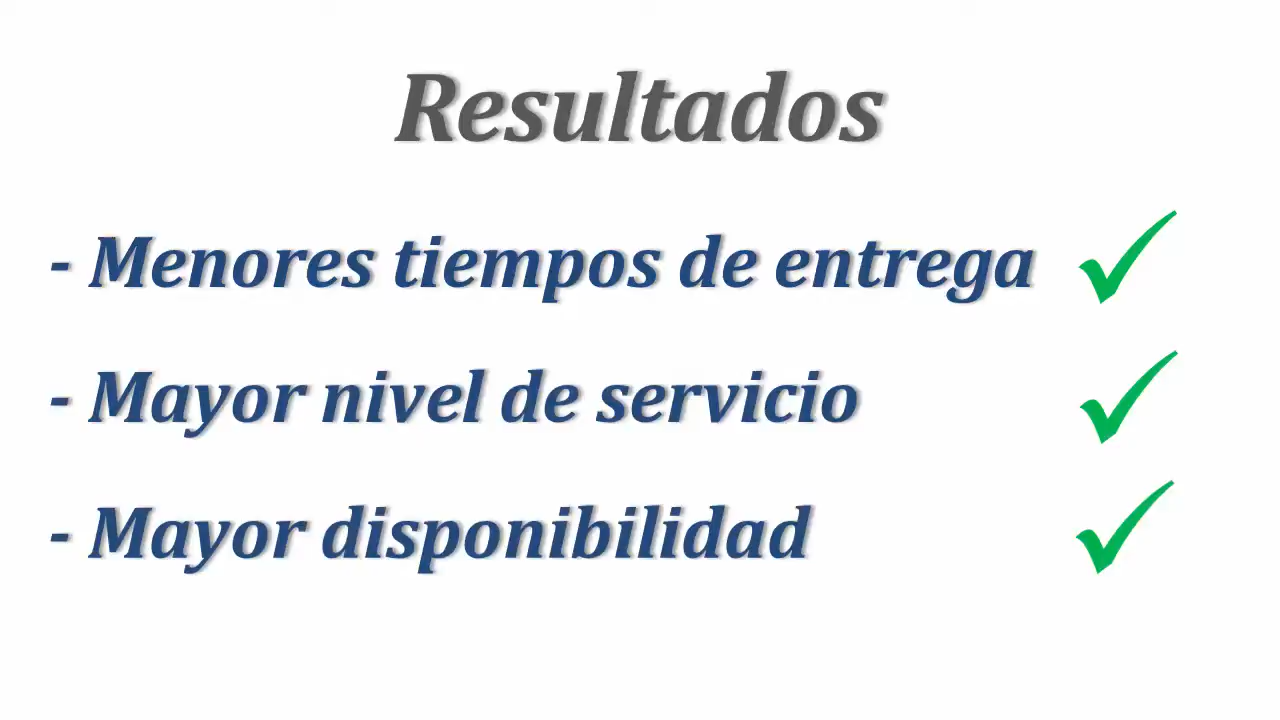 Resultados
- Menores tiempos de entrega
- Mayor nivel de servicio
- Mayor disponibilidad